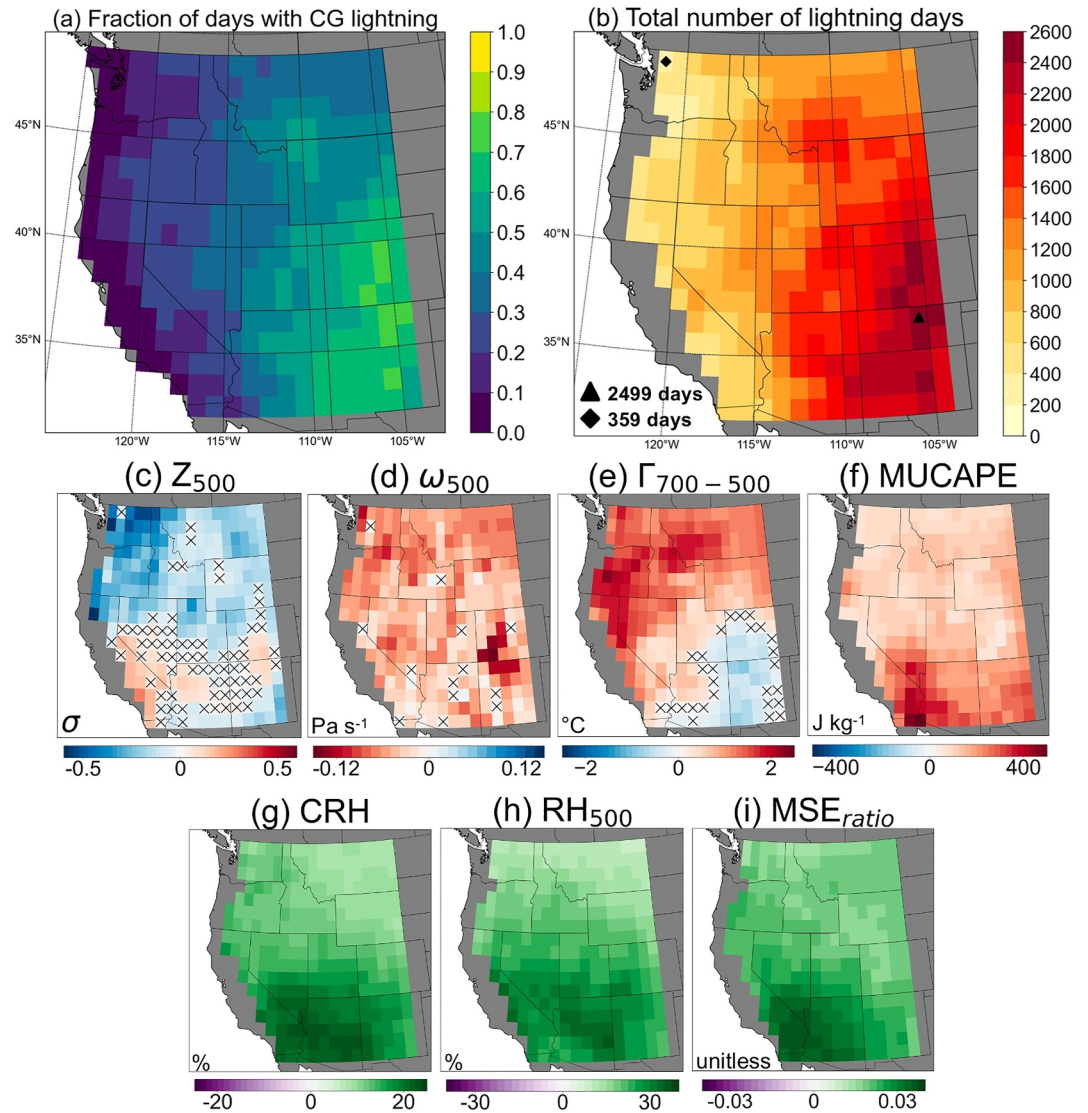 (a) Fraction of days with CG lightning
(b) Total number of lightning days
45°N
40°N
35°N
120°W
115°W
110°W
105°W
1.0
0.9
0.8
0.7
0.6
0.5
0.4
0.3
0.2
0.1
0.0
45°N
40°N
35°N
▲ 2499 days
◆ 359 days
120°W
115°W
110°W
105°W
2600
2400
2200
2000
1800
1600
1400
1200
1000
800
600
400
200
0
(c) Z500
(d) ω500
(e) Γ700 − 500
(f) MUCAPE
σ
Pa s⁻¹
°C
J kg⁻¹
-0.5 0 0.5
-0.12 0 0.12
−2 0 2
−400 0 400
(g) CRH
(h) RH500
(i) MSEratio
%
%
unitless
-20 0 25
-30 0 40
-0.03 0 0.03